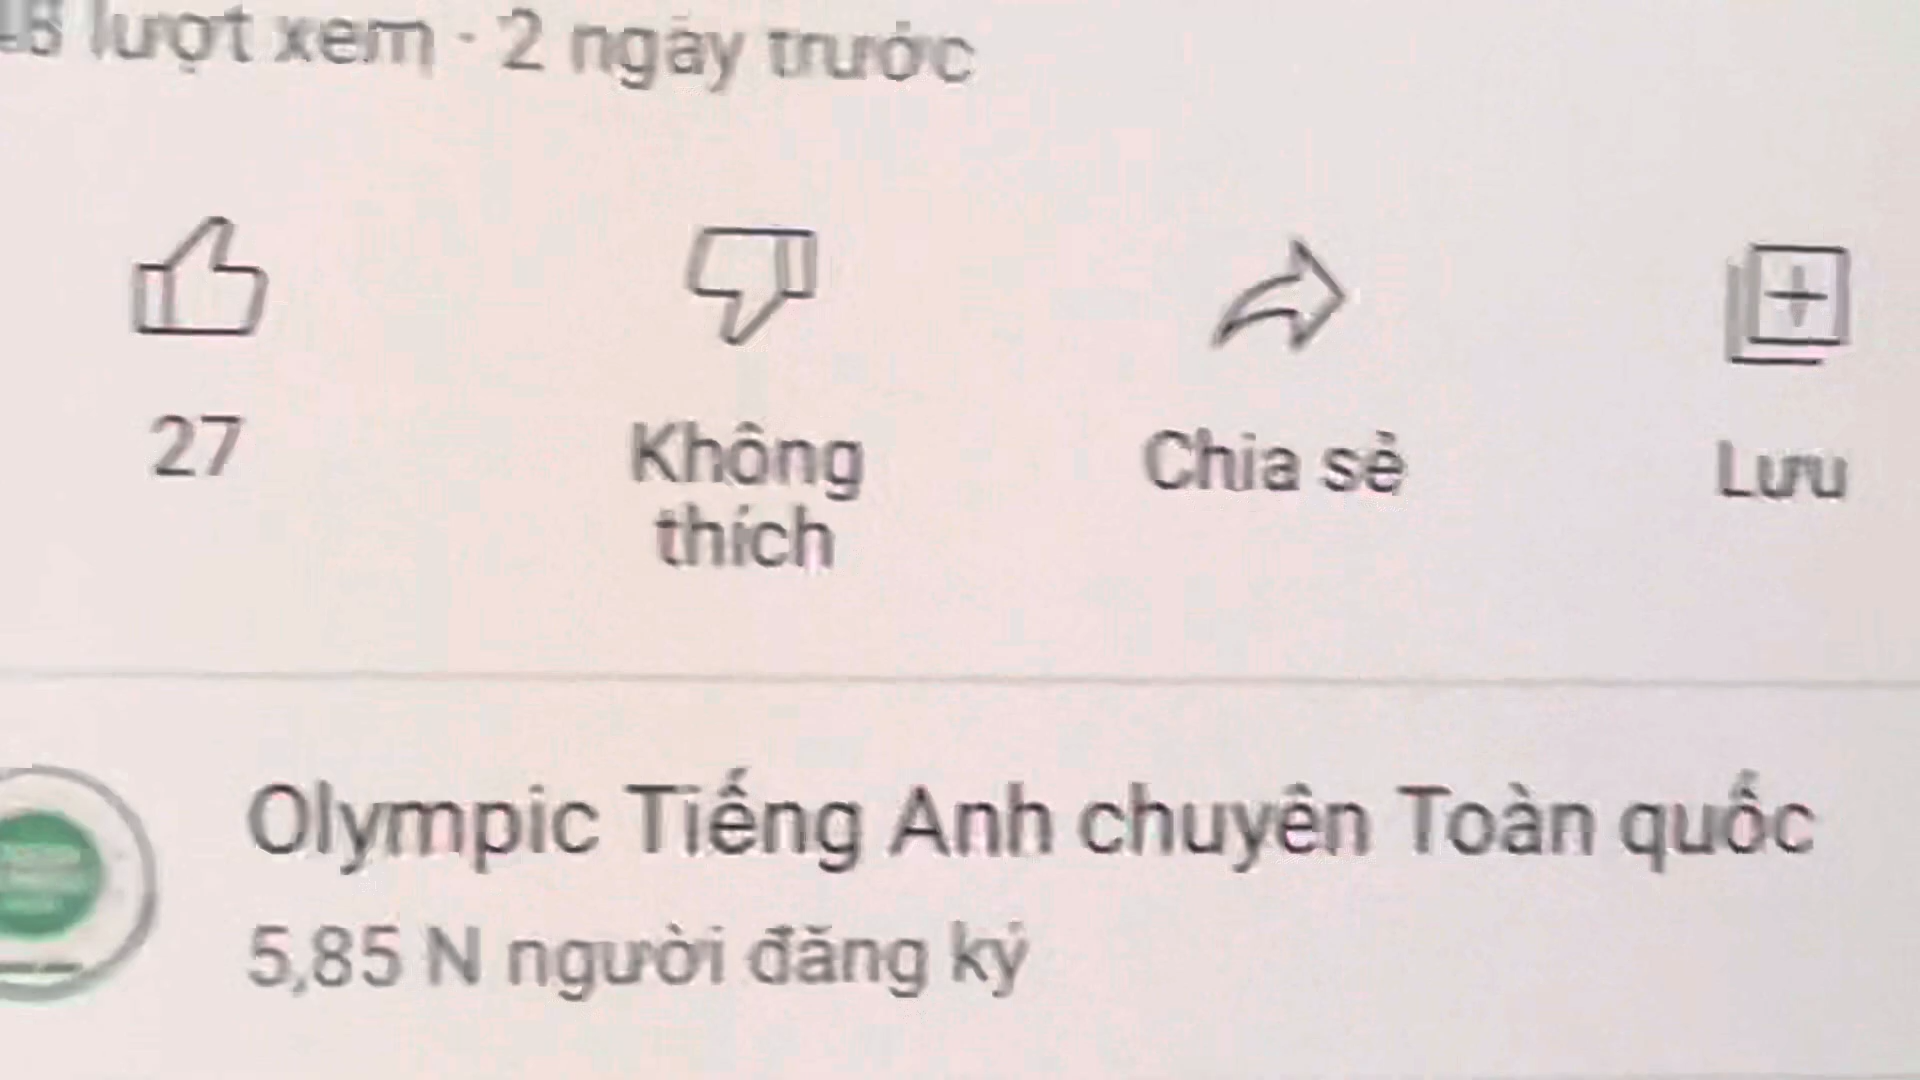 lượt xem · 2 ngày trước
27
Không
thích
Chia sẻ
Lưu
Olympic Tiếng Anh chuyên Toàn quốc
5,85 N người đăng ký